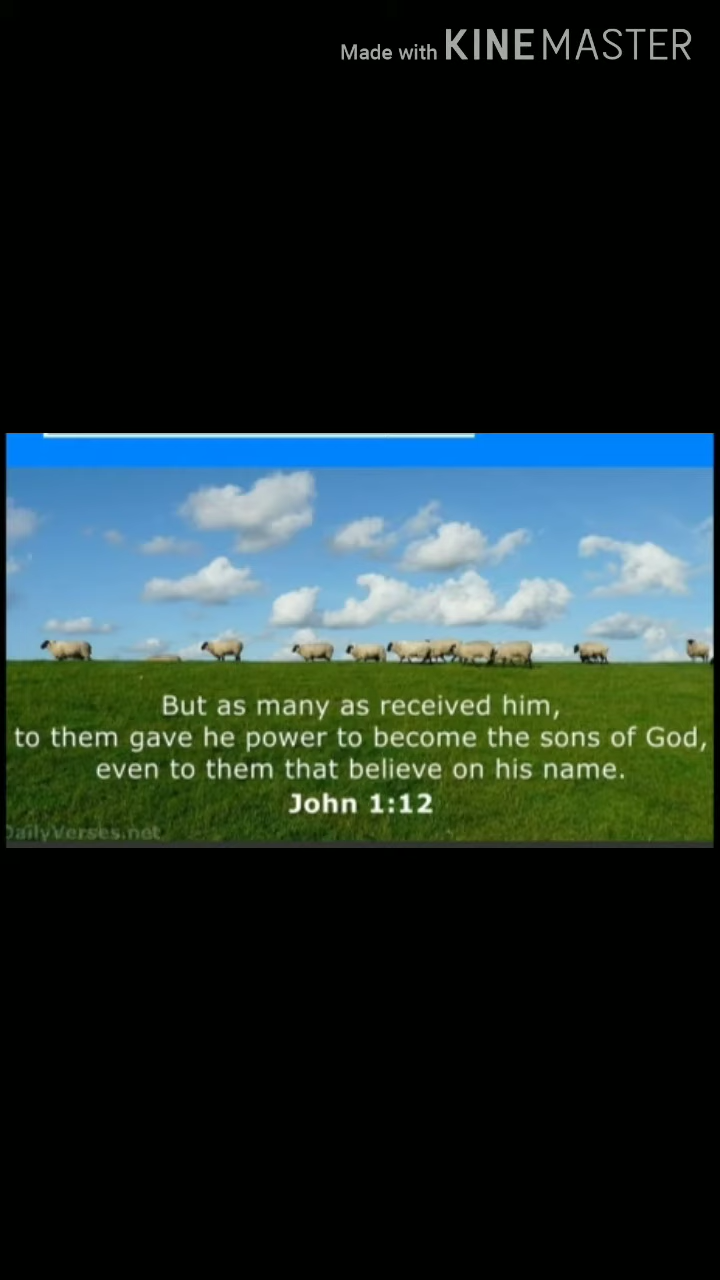 Made with KINEMASTER
But as many as received him,
to them gave he power to become the sons of God,
even to them that believe on his name.
John 1:12
DailyVerses.net